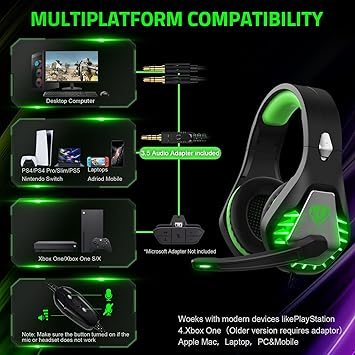 MULTIPLATFORM COMPATIBILITY
Desktop Computer
PS4/PS4 Pro/Slim/PS5
Nintendo Switch
Laptops
Adriod Mobile
3.5 Audio Adapter included
Xbox One/Xbox One S/X
*Microsoft Adapter Not included
Note: Make sure the button turned on if the
mic or headset does not work
Woeks with modern devices likePlayStation
4.Xbox One（Older version requires adaptor）
Apple Mac, Laptop, PC&Mobile